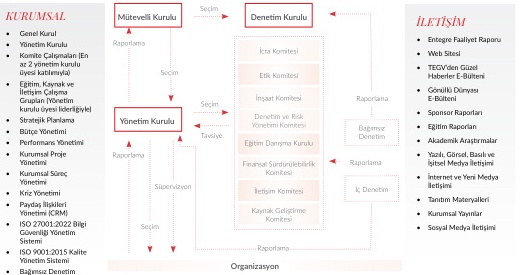 KURUMSAL
Genel Kurul
Yönetim Kurulu
Komite Çalışmaları (En
az 2 yönetim kurulu
üyesi katılımıyla)
Eğitim, Kaynak ve
İletişim Çalışma
Grupları (Yönetim
kurulu üyesi liderliğiyle)
Stratejik Planlama
Bütçe Yönetimi
Performans Yönetimi
Kurumsal Proje
Yönetimi
Kurumsal Süreç
Yönetimi
Kriz Yönetimi
Paydaş İlişkileri
Yönetimi (CRM)
ISO 27001:2022 Bilgi
Güvenliği Yönetim
Sistemi
ISO 9001:2015 Kalite
Yönetim Sistemi
Bağımsız Denetim
Mütevelli Kurulu
Seçim
Denetim Kurulu
Raporlama
Seçim
Yönetim Kurulu
Seçim
Tavsiye
Raporlama
Süpervizyon
Seçim
İcra Komitesi
Etik Komitesi
İnşaat Komitesi
Denetim ve Risk
Yönetimi Komitesi
Eğitim Danışma Kurulu
Finansal Sürdürülebilirlik
Komitesi
İletişim Komitesi
Kaynak Geliştirme
Komitesi
Raporlama
Bağımsız
Denetim
Raporlama
İç Denetim
Raporlama
Organizasyon
İLETİŞİM
Entegre Faaliyet Raporu
Web Sitesi
TEGV'den Güzel
Haberler E-Bülteni
Gönüllü Dünyası
E-Bülteni
Sponsor Raporları
Eğitim Raporları
Akademik Araştırmalar
Yazılı, Görsel, Basılı ve
İşitsel Medya İletişimi
İnternet ve Yeni Medya
İletişimi
Tanıtım Materyalleri
Kurumsal Yayınlar
Sosyal Medya İletişimi